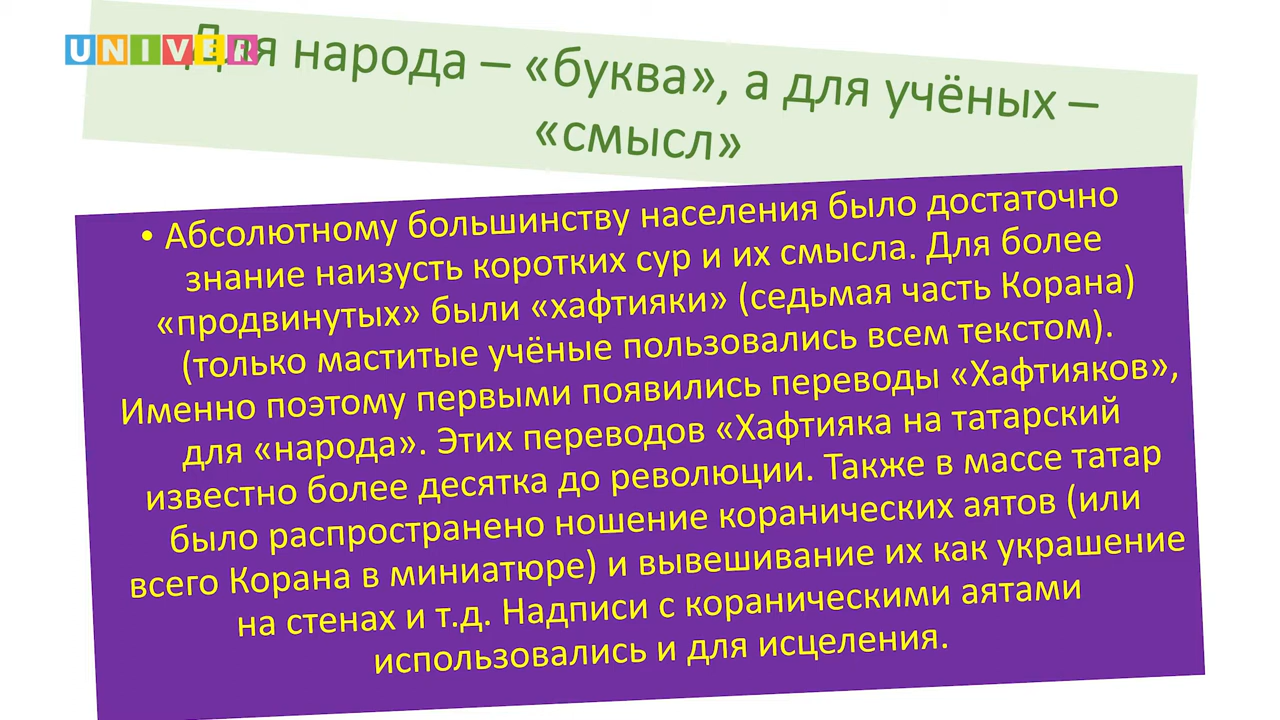 UNIVER
Для народа – «буква», а для учёных –
«смысл»
• Абсолютному большинству населения было достаточно
знание наизусть коротких сур и их смысла. Для более
«продвинутых» были «хафтияки» (седьмая часть Корана)
(только маститые учёные пользовались всем текстом).
Именно поэтому первыми появились переводы «Хафтияков»,
для «народа». Этих переводов «Хафтияка на татарский
известно более десятка до революции. Также в массе татар
было распространено ношение коранических аятов (или
всего Корана в миниатюре) и вывешивание их как украшение
на стенах и т.д. Надписи с кораническими аятами
использовались и для исцеления.